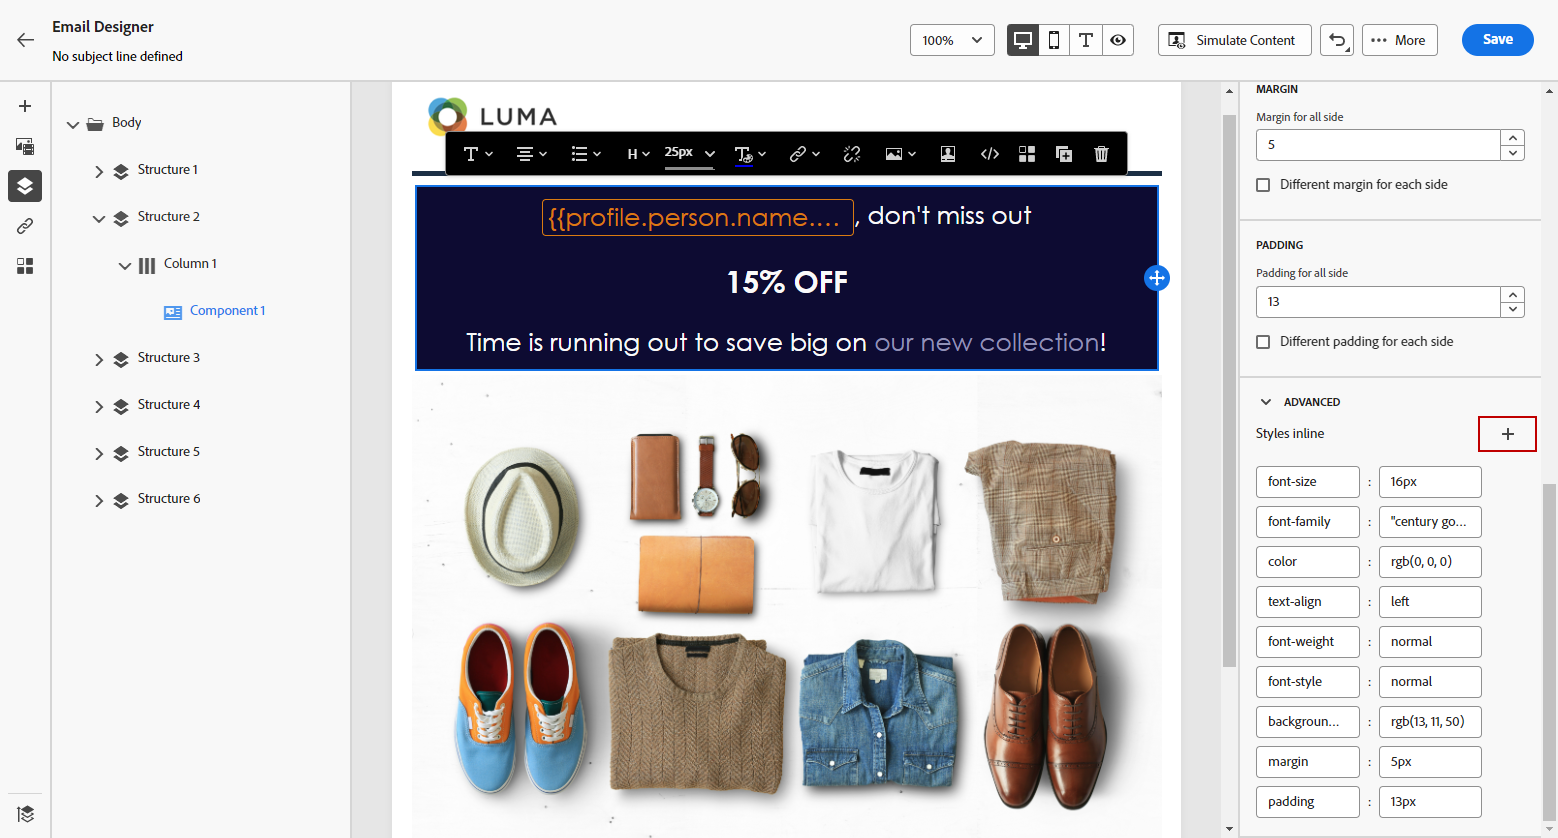 Email Designer
No subject line defined
100%
Simulate Content
More
Save
Body
Structure 1
Structure 2
Column 1
Component 1
Structure 3
Structure 4
Structure 5
Structure 6
LUMA
H
25px
{{profile.person.name.... , don't miss out
15% OFF
Time is running out to save big on our new collection!
MARGIN
Margin for all side
5
Different margin for each side
PADDING
Padding for all side
13
Different padding for each side
ADVANCED
Styles inline
font-size : 16px
font-family : "century go...
color : rgb(0, 0, 0)
text-align : left
font-weight : normal
font-style : normal
backgroun... : rgb(13, 11, 50)
margin : 5px
padding : 13px